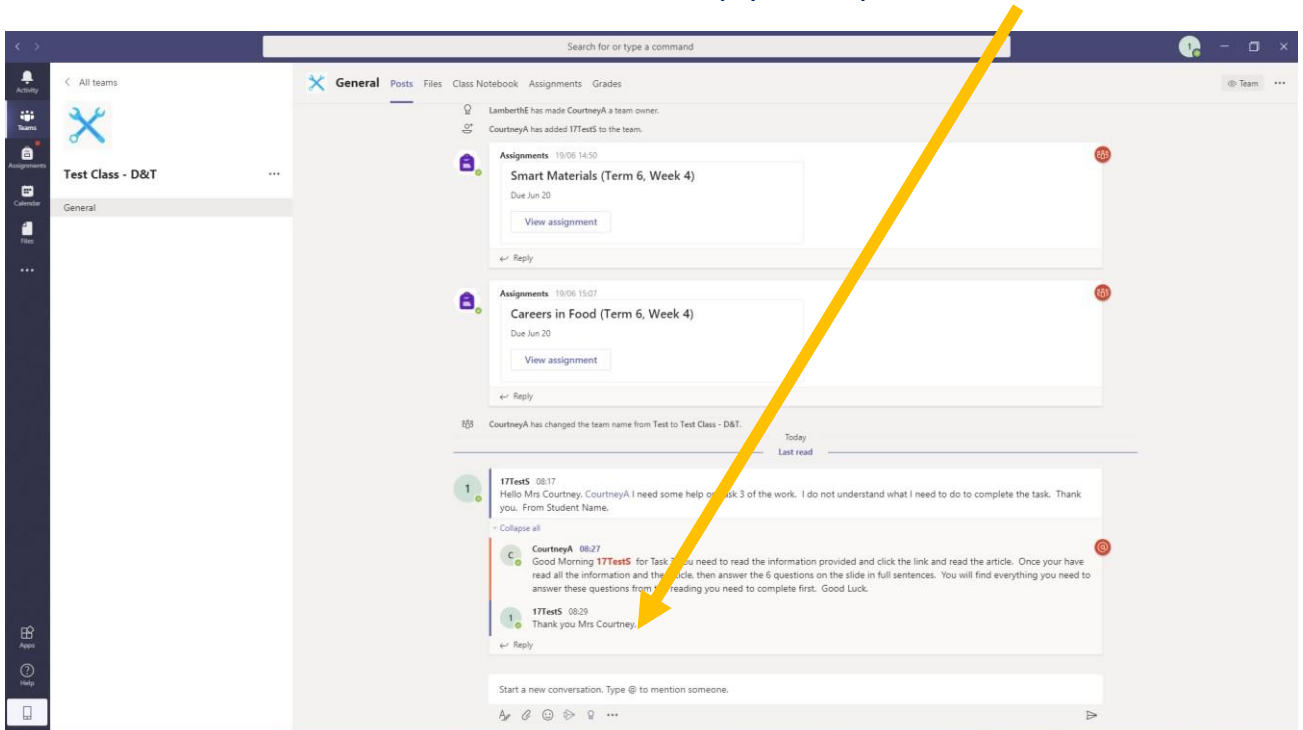 Search for or type a command
1
Activity
Teams
Assignments
Calendar
Files
Apps
Help
All teams
Test Class - D&T
General
General Posts Files Class Notebook Assignments Grades
Team
LamberthE has made CourtneyA a team owner.
CourtneyA has added 17TestS to the team.
Assignments 19/06 14:50
Smart Materials (Term 6, Week 4)
Due Jun 20
View assignment
Reply
Assignments 19/06 15:07
Careers in Food (Term 6, Week 4)
Due Jun 20
View assignment
Reply
CourtneyA has changed the team name from Test to Test Class - D&T.
Today
Last read
1
17TestS 08:17
Hello Mrs Courtney. CourtneyA I need some help 3 of the work. I do not understand what I need to do to complete the task. Thank
you. From Student Name.
Collapse all
C
CourtneyA 08:27
Good Morning 17TestS for Task need to read the information provided and click the link and read the article. Once your have
read all the information and the then answer the 6 questions on the slide in full sentences. You will find everything you need to
answer these questions from reading you need to complete first. Good Luck.
1
17TestS 08:29
Thank you Mrs Courtney.
Reply
Start a new conversation. Type @ to mention someone.